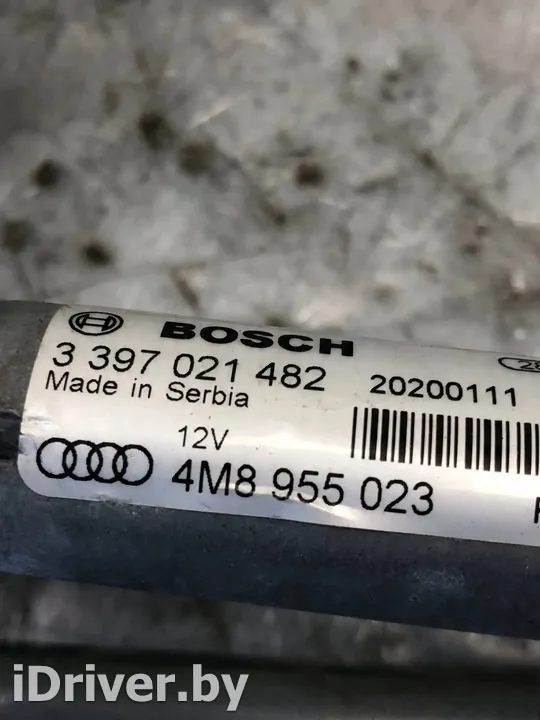 BOSCH
3 397 021 482
20200111
Made in Serbia
12V
4M8 955 023
iDriver.by